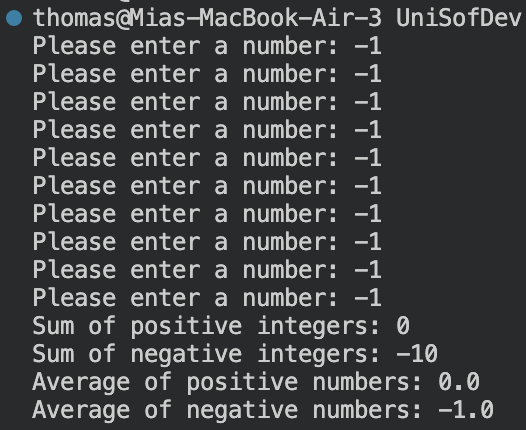 thomas@Mias-MacBook-Air-3 UniSofDev
Please enter a number: -1
Please enter a number: -1
Please enter a number: -1
Please enter a number: -1
Please enter a number: -1
Please enter a number: -1
Please enter a number: -1
Please enter a number: -1
Please enter a number: -1
Please enter a number: -1
Sum of positive integers: 0
Sum of negative integers: -10
Average of positive numbers: 0.0
Average of negative numbers: -1.0